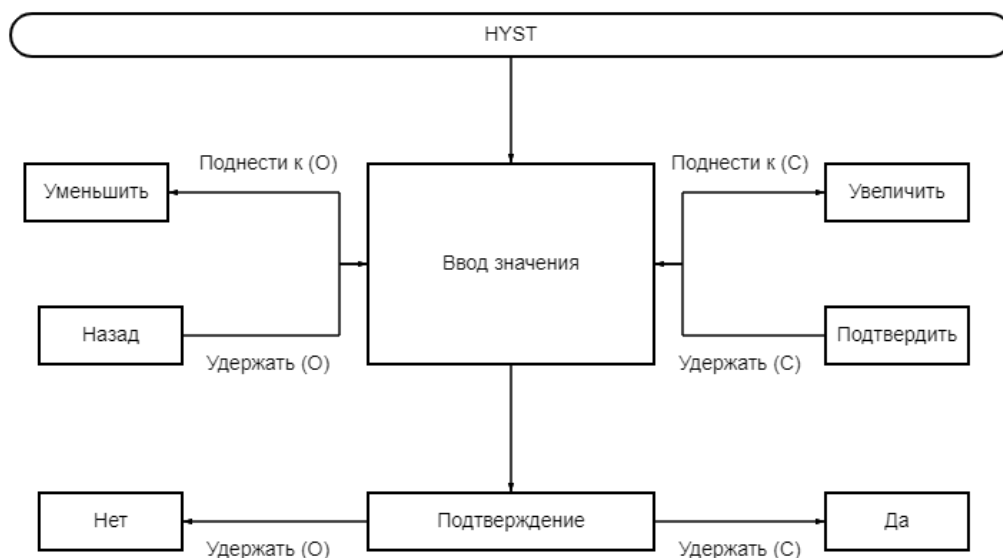 HYST
Поднести к (O)
Поднести к (C)
Уменьшить
Увеличить
Ввод значения
Назад
Подтвердить
Удержать (O)
Удержать (C)
Нет
Подтверждение
Да
Удержать (O)
Удержать (C)